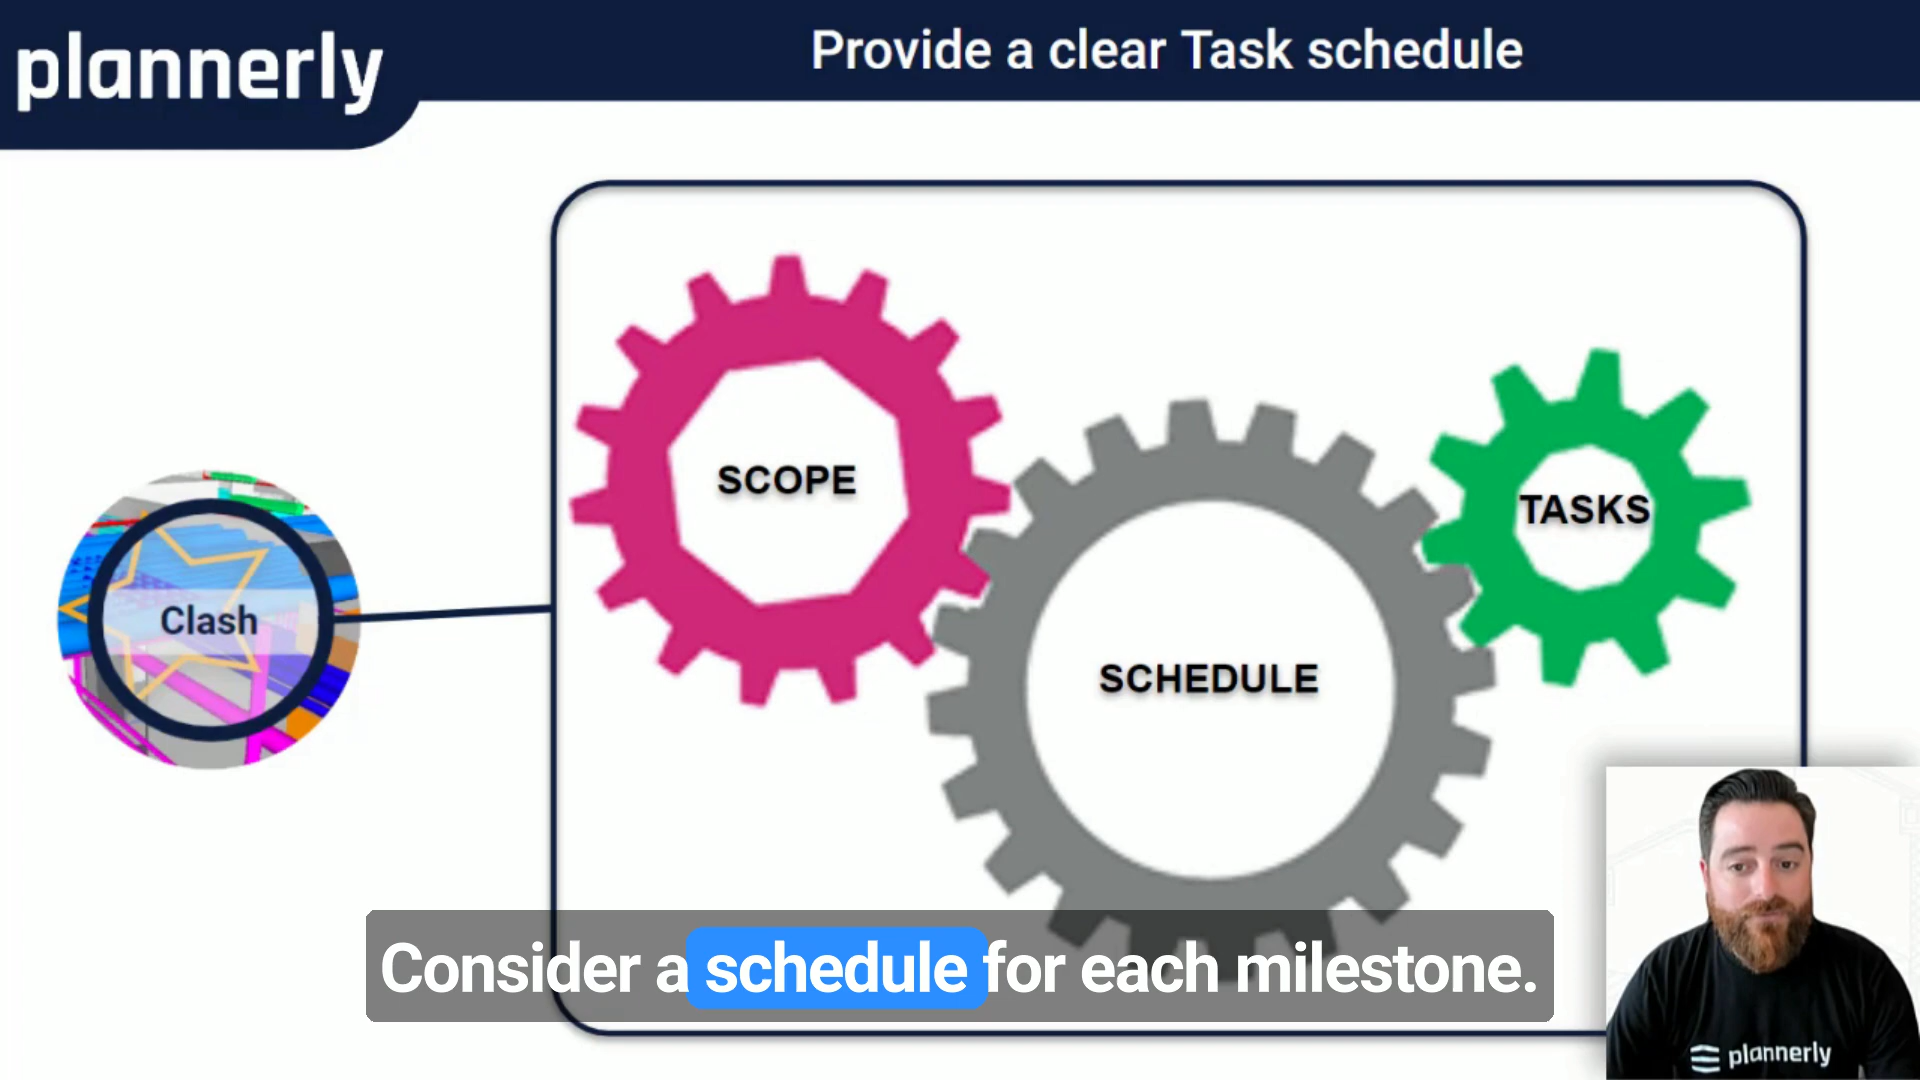 plannerly
Provide a clear Task schedule
SCOPE
TASKS
Clash
SCHEDULE
Consider a schedule for each milestone.
plannerly